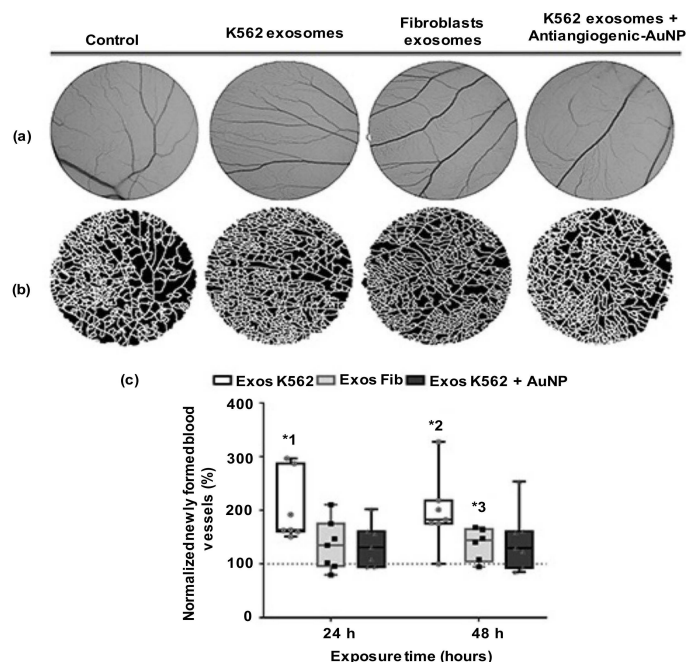 Control
K562 exosomes
Fibroblasts
exosomes
K562 exosomes +
Antiangiogenic-AuNP
(a)
(b)
(c)
Exos K562
Exos Fib
Exos K562 + AuNP
Normalized newly formed blood
vessels (%)
400
300
200
100
0
*1
*2
*3
24 h
48 h
Exposure time (hours)